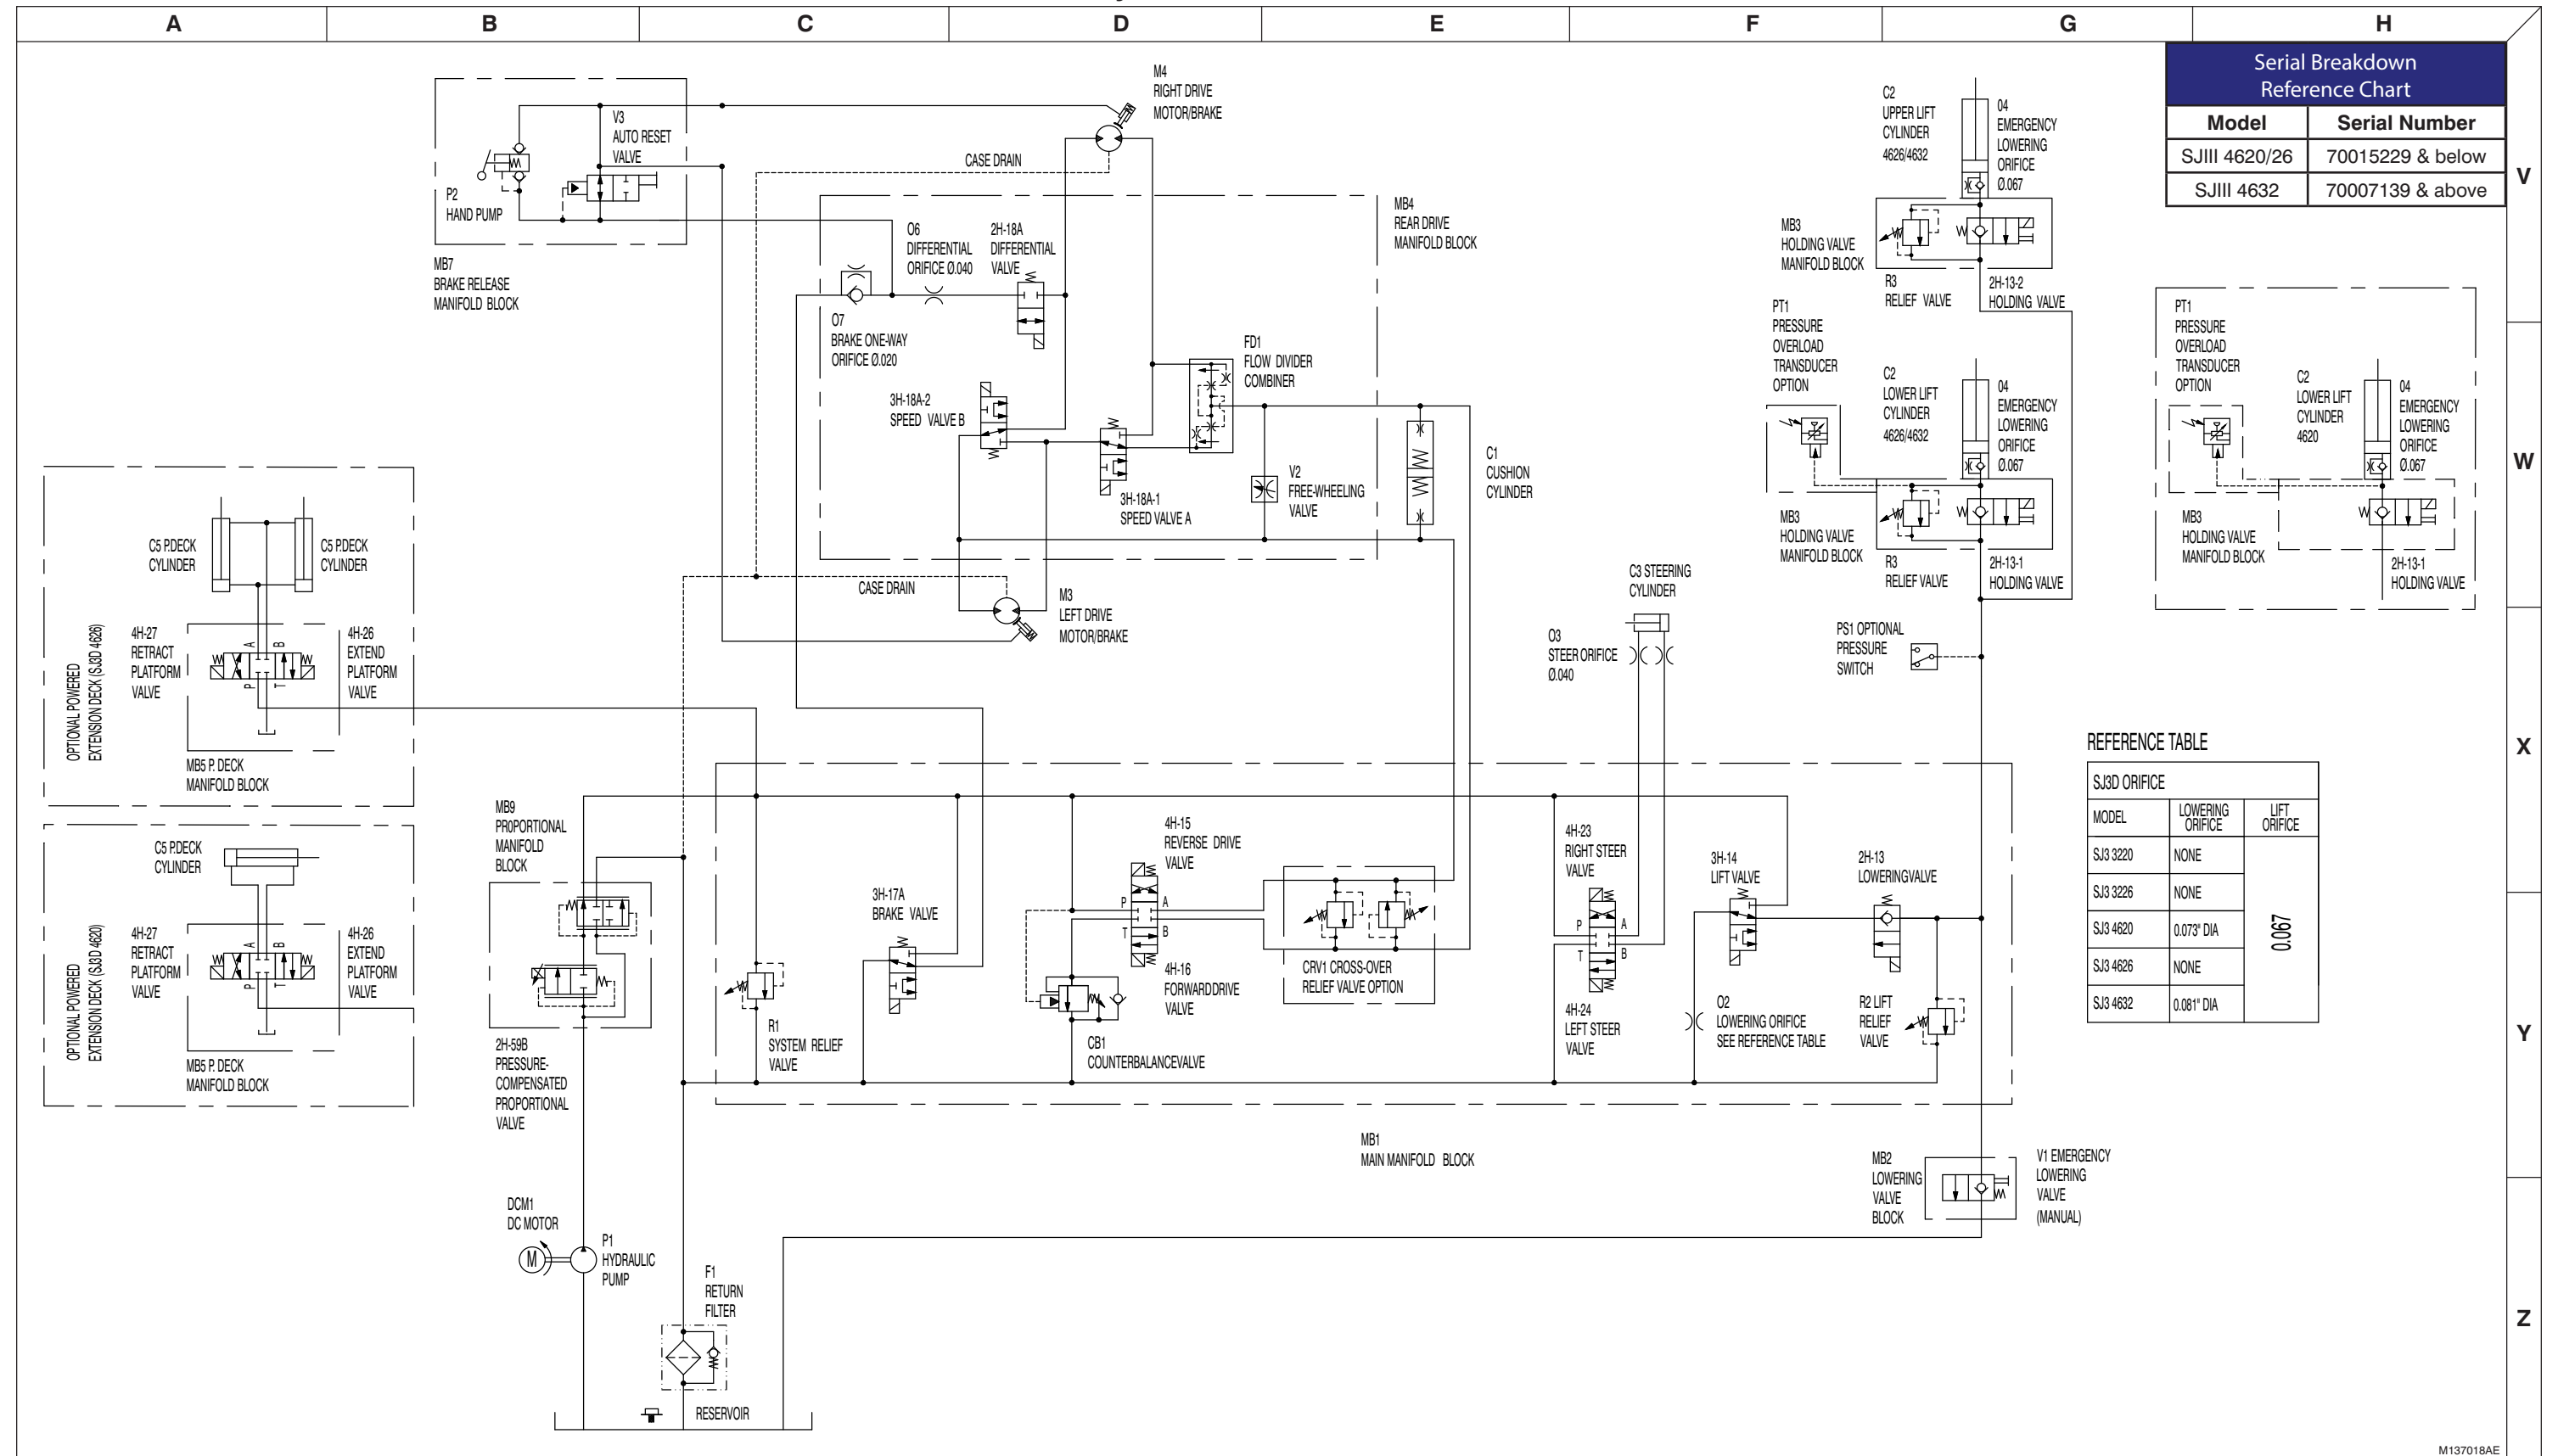 A B C D E F G H
V
W
X
Y
Z
Serial Breakdown
Reference Chart
Model Serial Number
SJIII 4620/26 70015229 & below
SJIII 4632 70007139 & above
V3
AUTO RESET
VALVE
P2
HAND PUMP
MB7
BRAKE RELEASE
MANIFOLD BLOCK
M4
RIGHT DRIVE
MOTOR/BRAKE
CASE DRAIN
MB4
REAR DRIVE
MANIFOLD BLOCK
O6
DIFFERENTIAL
ORIFICE Ø.040
2H-18A
DIFFERENTIAL
VALVE
O7
BRAKE ONE-WAY
ORIFICE Ø.020
FD1
FLOW DIVIDER
COMBINER
3H-18A-2
SPEED VALVE B
3H-18A-1
SPEED VALVE A
V2
FREE-WHEELING
VALVE
C1
CUSHION
CYLINDER
CASE DRAIN
M3
LEFT DRIVE
MOTOR/BRAKE
C2
UPPER LIFT
CYLINDER
4626/4632
04
EMERGENCY
LOWERING
ORIFICE
Ø.067
MB3
HOLDING VALVE
MANIFOLD BLOCK
R3
RELIEF VALVE
2H-13-2
HOLDING VALVE
PT1
PRESSURE
OVERLOAD
TRANSDUCER
OPTION
C2
LOWER LIFT
CYLINDER
4626/4632
04
EMERGENCY
LOWERING
ORIFICE
Ø.067
MB3
HOLDING VALVE
MANIFOLD BLOCK
R3
RELIEF VALVE
2H-13-1
HOLDING VALVE
PT1
PRESSURE
OVERLOAD
TRANSDUCER
OPTION
C2
LOWER LIFT
CYLINDER
4620
04
EMERGENCY
LOWERING
ORIFICE
Ø.067
MB3
HOLDING VALVE
MANIFOLD BLOCK
2H-13-1
HOLDING VALVE
C5 P.DECK
CYLINDER
C5 P.DECK
CYLINDER
4H-27
RETRACT
PLATFORM
VALVE
A B
P T
4H-26
EXTEND
PLATFORM
VALVE
OPTIONAL POWERED
EXTENSION DECK (SJ3D 4626)
MB5 P. DECK
MANIFOLD BLOCK
C5 P.DECK
CYLINDER
4H-27
RETRACT
PLATFORM
VALVE
A B
P T
4H-26
EXTEND
PLATFORM
VALVE
OPTIONAL POWERED
EXTENSION DECK (SJ3D 4620)
MB5 P. DECK
MANIFOLD BLOCK
C3 STEERING
CYLINDER
O3
STEER ORIFICE
Ø.040
PS1 OPTIONAL
PRESSURE
SWITCH
MB9
PROPORTIONAL
MANIFOLD
BLOCK
2H-59B
PRESSURE-
COMPENSATED
PROPORTIONAL
VALVE
3H-17A
BRAKE VALVE
R1
SYSTEM RELIEF
VALVE
4H-15
REVERSE DRIVE
VALVE
P A
T B
4H-16
FORWARDDRIVE
VALVE
CB1
COUNTERBALANCEVALVE
CRV1 CROSS-OVER
RELIEF VALVE OPTION
4H-23
RIGHT STEER
VALVE
P A
T B
4H-24
LEFT STEER
VALVE
3H-14
LIFT VALVE
O2
LOWERING ORIFICE
SEE REFERENCE TABLE
2H-13
LOWERINGVALVE
R2 LIFT
RELIEF
VALVE
MB1
MAIN MANIFOLD BLOCK
REFERENCE TABLE
SJ3D ORIFICE
MODEL LOWERING ORIFICE LIFT ORIFICE
SJ3 3220 NONE
SJ3 3226 NONE
SJ3 4620 0.073" DIA
SJ3 4626 NONE
SJ3 4632 0.081" DIA
0.067
MB2
LOWERING
VALVE
BLOCK
V1 EMERGENCY
LOWERING
VALVE
(MANUAL)
DCM1
DC MOTOR
M
P1
HYDRAULIC
PUMP
F1
RETURN
FILTER
RESERVOIR
M137018AE